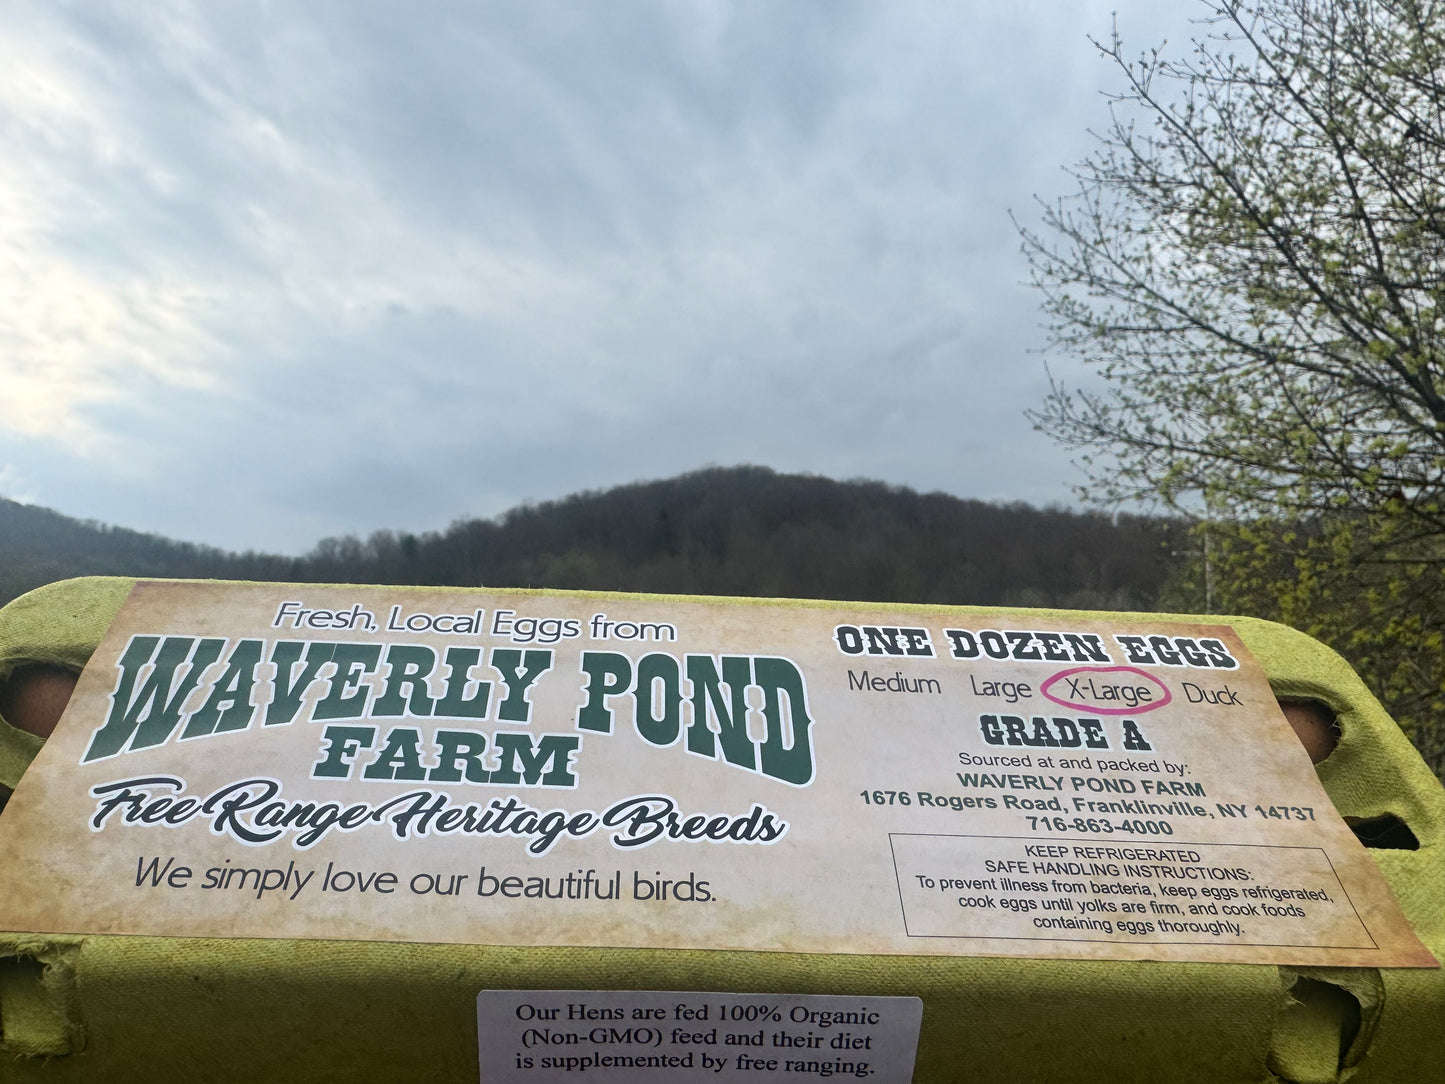 Fresh, Local Eggs from
WAVERLY POND
FARM
Free Range Heritage Breeds
We simply love our beautiful birds.
ONE DOZEN EGGS
Medium Large X-Large Duck
GRADE A
Sourced at and packed by:
WAVERLY POND FARM
1676 Rogers Road, Franklinville, NY 14737
716-863-4000
KEEP REFRIGERATED
SAFE HANDLING INSTRUCTIONS:
To prevent illness from bacteria, keep eggs refrigerated,
cook eggs until yolks are firm, and cook foods
containing eggs thoroughly.
Our Hens are fed 100% Organic
(Non-GMO) feed and their diet
is supplemented by free ranging.